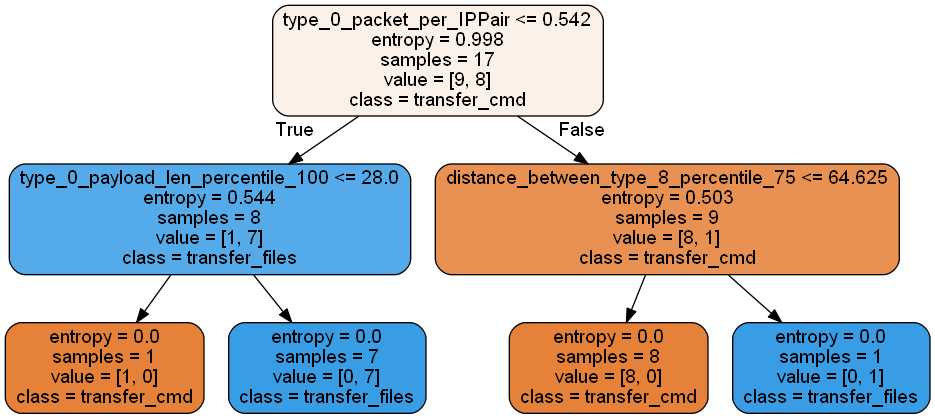 type_0_packet_per_IPPair <= 0.542
entropy = 0.998
samples = 17
value = [9, 8]
class = transfer_cmd
True
False
type_0_payload_len_percentile_100 <= 28.0
entropy = 0.544
samples = 8
value = [1, 7]
class = transfer_files
distance_between_type_8_percentile_75 <= 64.625
entropy = 0.503
samples = 9
value = [8, 1]
class = transfer_cmd
entropy = 0.0
samples = 1
value = [1, 0]
class = transfer_cmd
entropy = 0.0
samples = 7
value = [0, 7]
class = transfer_files
entropy = 0.0
samples = 8
value = [8, 0]
class = transfer_cmd
entropy = 0.0
samples = 1
value = [0, 1]
class = transfer_files